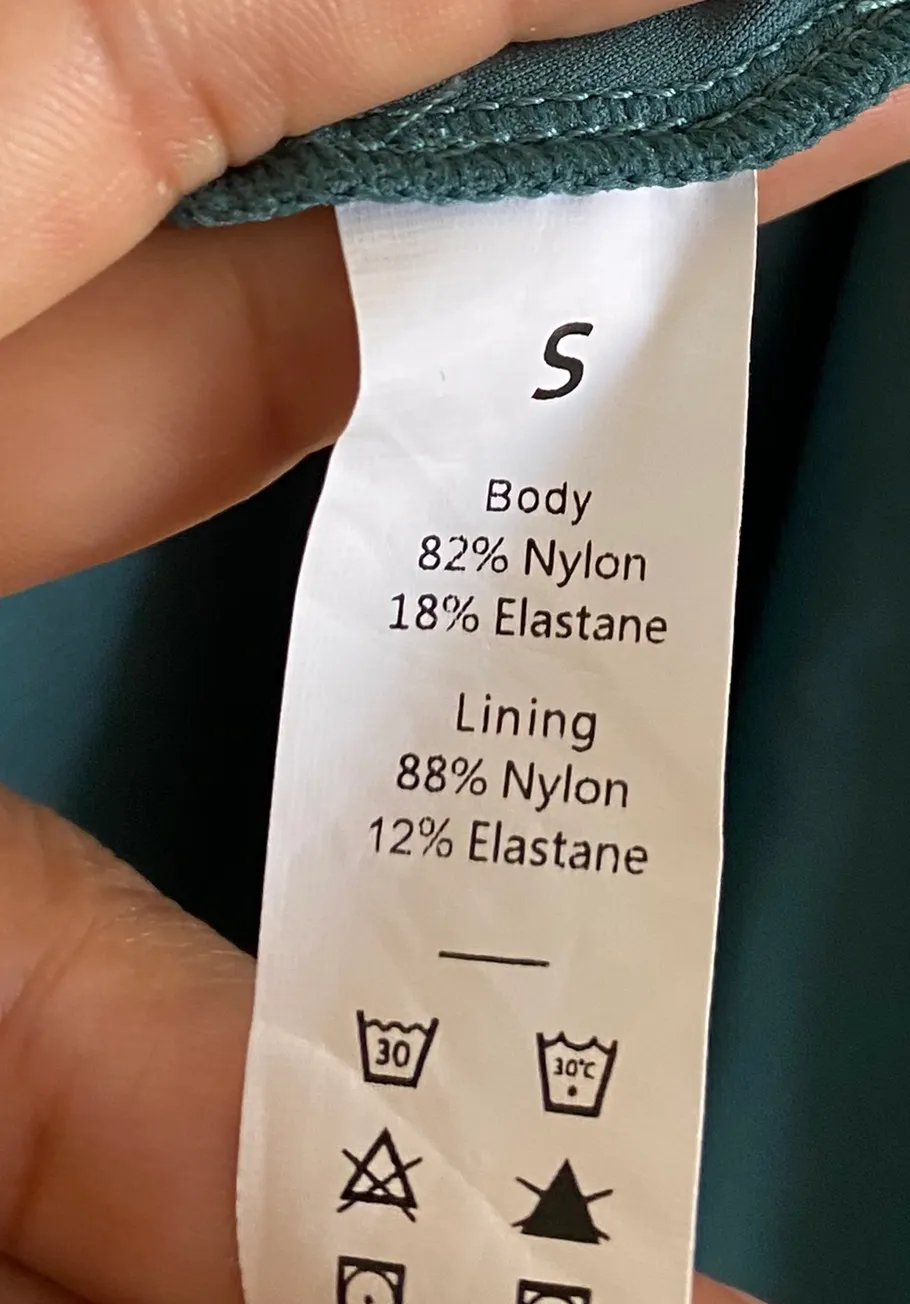 S
Body
82% Nylon
18% Elastane
Lining
88% Nylon
12% Elastane
30 30°C